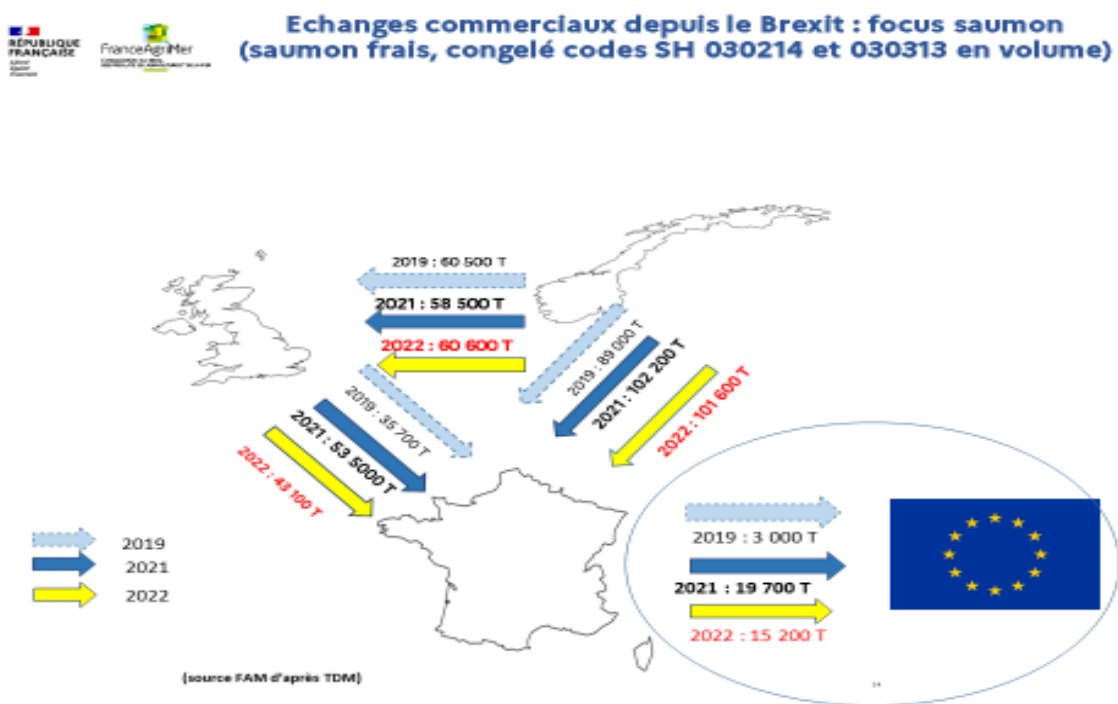 Echanges commerciaux depuis le Brexit : focus saumon
(saumon frais, congelé codes SH 030214 et 030313 en volume)
RÉPUBLIQUE
FRANÇAISE
Liberté
Égalité
Fraternité
FranceAgriMer
2019 : 60 500 T
2021 : 58 500 T
2022 : 60 600 T
2019 : 89 000 T
2021 : 102 200 T
2022 : 101 600 T
2019 : 35 700 T
2021 : 53 5000 T
2022 : 43 100 T
2019
2021
2022
2019 : 3 000 T
2021 : 19 700 T
2022 : 15 200 T
(source FAM d'après TDM)